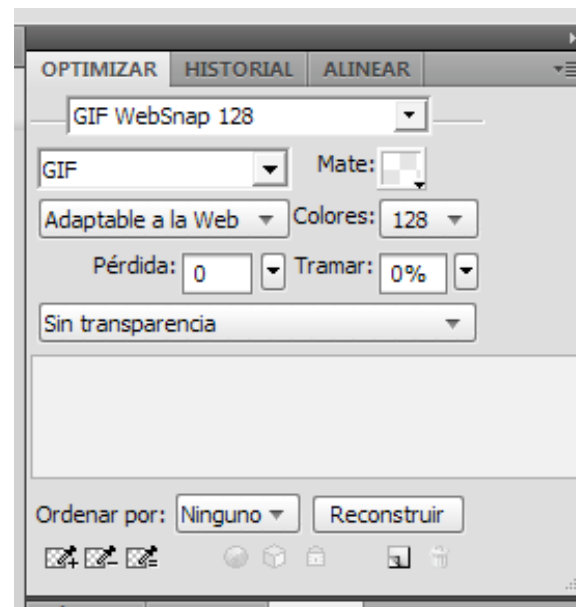 OPTIMIZAR HISTORIAL ALINEAR
GIF WebSnap 128
GIF Mate:
Adaptable a la Web Colores: 128
Pérdida: 0 Tramar: 0%
Sin transparencia
Ordenar por: Ninguno Reconstruir